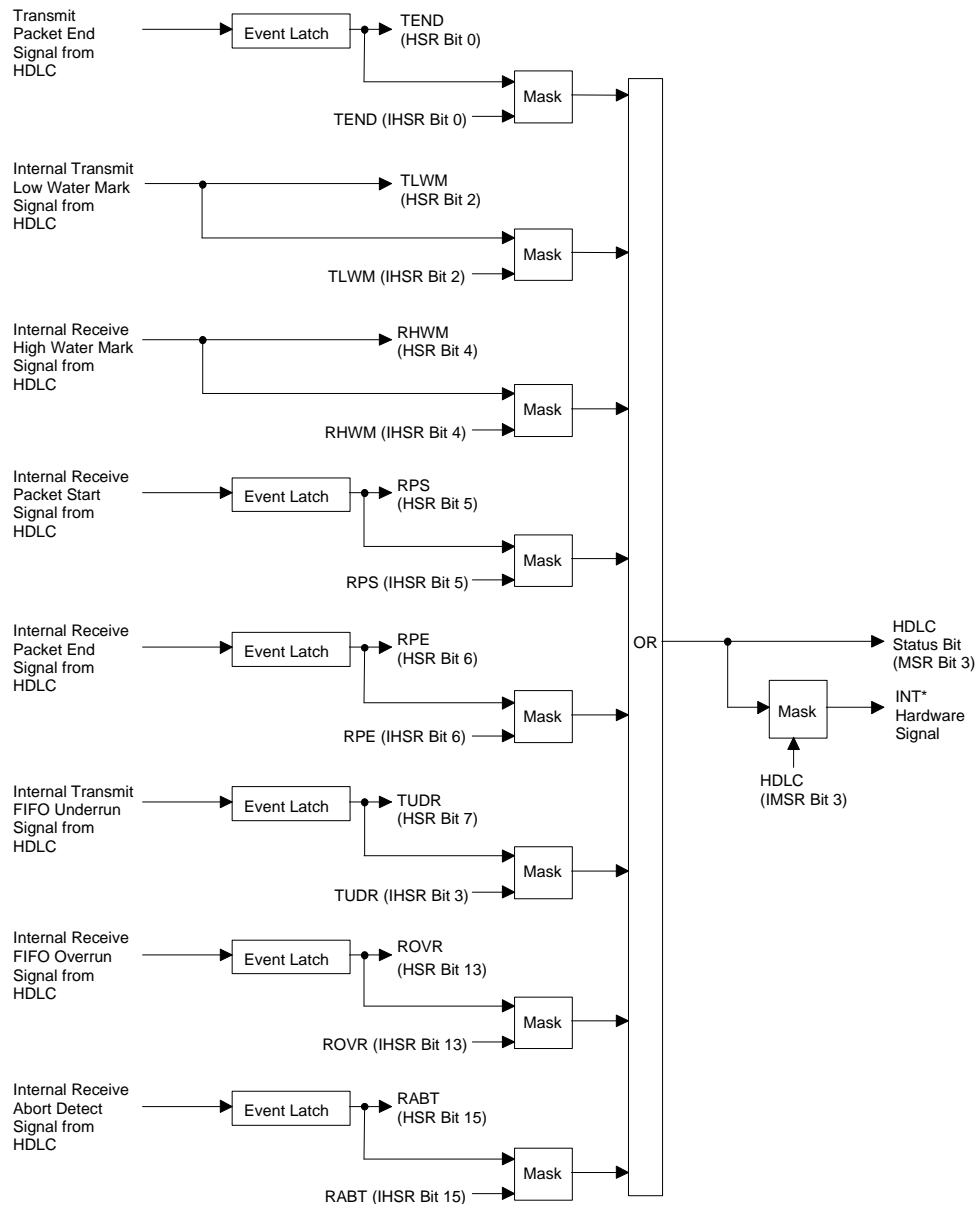 Transmit
Packet End
Signal from
HDLC
Event Latch
TEND
(HSR Bit 0)
Mask
TEND (IHSR Bit 0)
Internal Transmit
Low Water Mark
Signal from
HDLC
TLWM
(HSR Bit 2)
Mask
TLWM (IHSR Bit 2)
Internal Receive
High Water Mark
Signal from
HDLC
RHWM
(HSR Bit 4)
Mask
RHWM (IHSR Bit 4)
Internal Receive
Packet Start
Signal from
HDLC
Event Latch
RPS
(HSR Bit 5)
Mask
RPS (IHSR Bit 5)
Internal Receive
Packet End
Signal from
HDLC
Event Latch
RPE
(HSR Bit 6)
Mask
RPE (IHSR Bit 6)
Internal Transmit
FIFO Underrun
Signal from
HDLC
Event Latch
TUDR
(HSR Bit 7)
Mask
TUDR (IHSR Bit 3)
Internal Receive
FIFO Overrun
Signal from
HDLC
Event Latch
ROVR
(HSR Bit 13)
Mask
ROVR (IHSR Bit 13)
Internal Receive
Abort Detect
Signal from
HDLC
Event Latch
RABT
(HSR Bit 15)
Mask
RABT (IHSR Bit 15)
OR
HDLC
Status Bit
(MSR Bit 3)
Mask
INT*
Hardware
Signal
HDLC
(IMSR Bit 3)